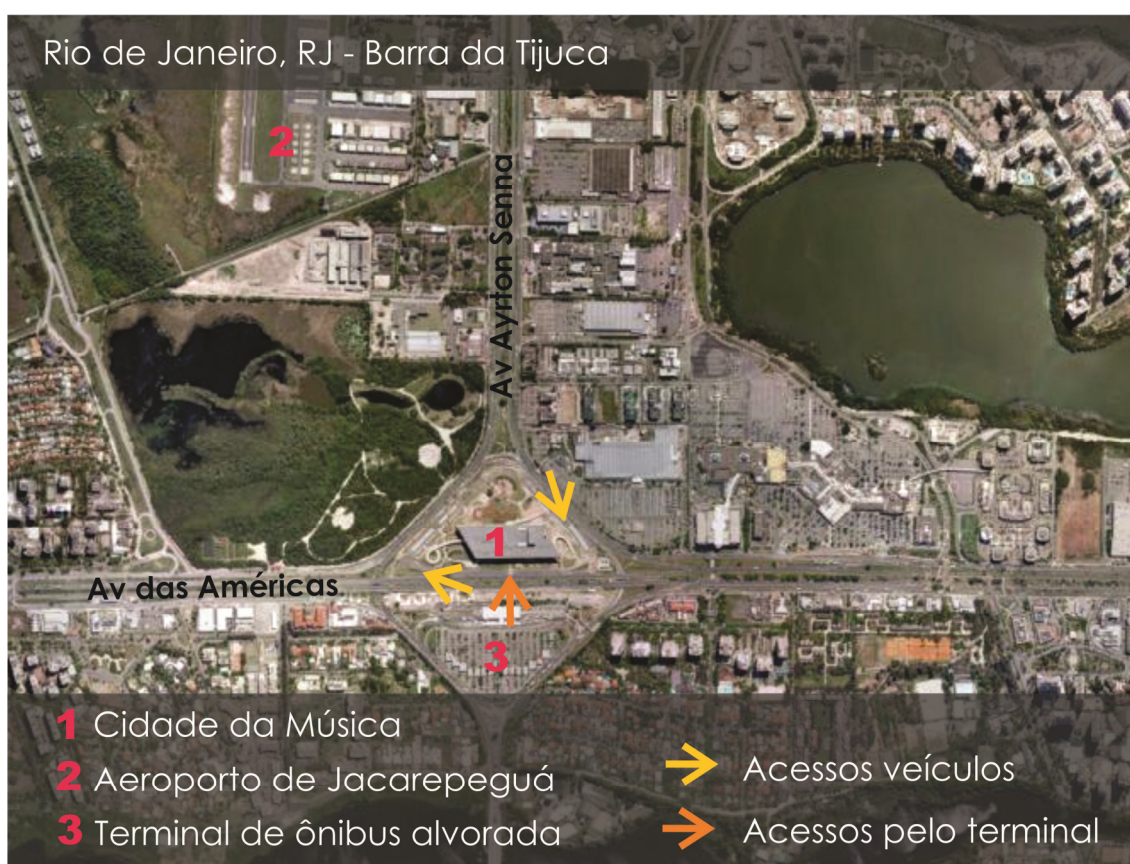 Rio de Janeiro, RJ - Barra da Tijuca
2
Av Ayrton Senna
1
Av das Américas
3
1 Cidade da Música
2 Aeroporto de Jacarepeguá
3 Terminal de ônibus alvorada
Acessos veículos
Acessos pelo terminal